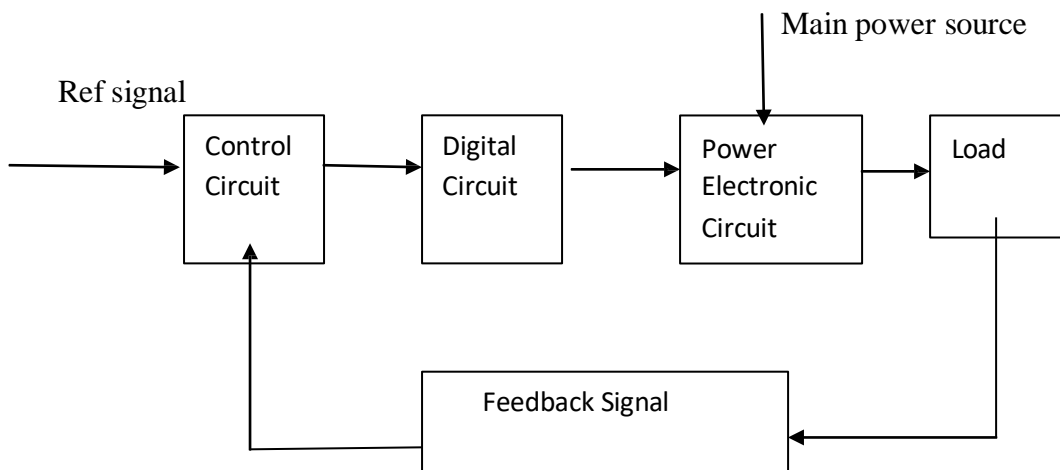 Main power source
Ref signal
Control
Circuit
Digital
Circuit
Power
Electronic
Circuit
Load
Feedback Signal